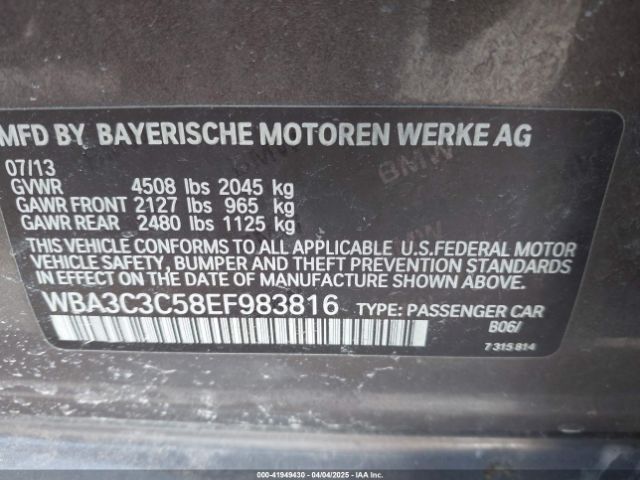 MFD BY BAYERISCHE MOTOREN WERKE AG
07/13
GVWR 4508 lbs 2045 kg
GAWR FRONT 2127 lbs 965 kg
GAWR REAR 2480 lbs 1125 kg
THIS VEHICLE CONFORMS TO ALL APPLICABLE U.S.FEDERAL MOTOR
VEHICLE SAFETY, BUMPER AND THEFT PREVENTION STANDARDS
IN EFFECT ON THE DATE OF MANUFACTURE SHOWN ABOVE.
WBA3C3C58EF983816 TYPE: PASSENGER CAR
B06/
7 315 814
BMW
BMW
000-41949430 - 04/04/2025 - IAA Corp.